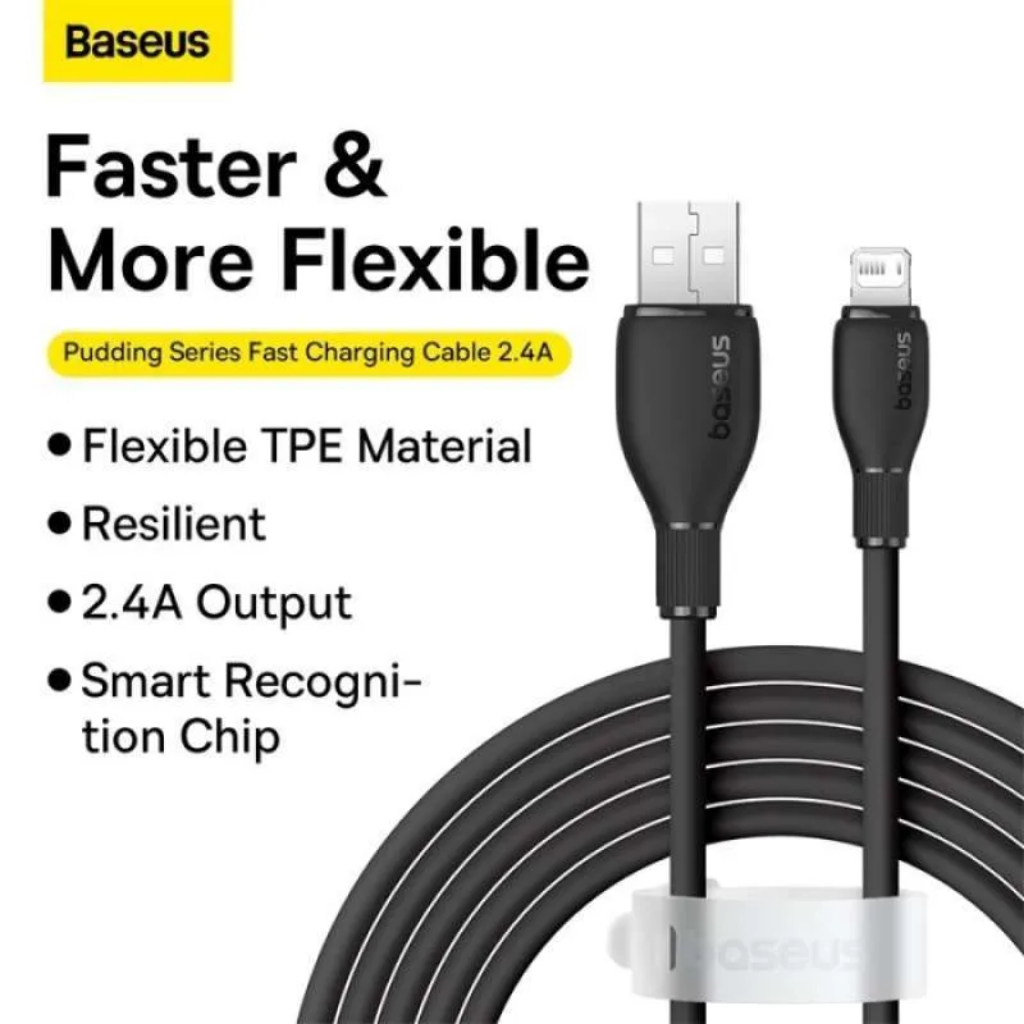 Baseus
Faster &
More Flexible
Pudding Series Fast Charging Cable 2.4A
• Flexible TPE Material
• Resilient
• 2.4A Output
• Smart Recogni-
tion Chip
baseus
baseus
baseus